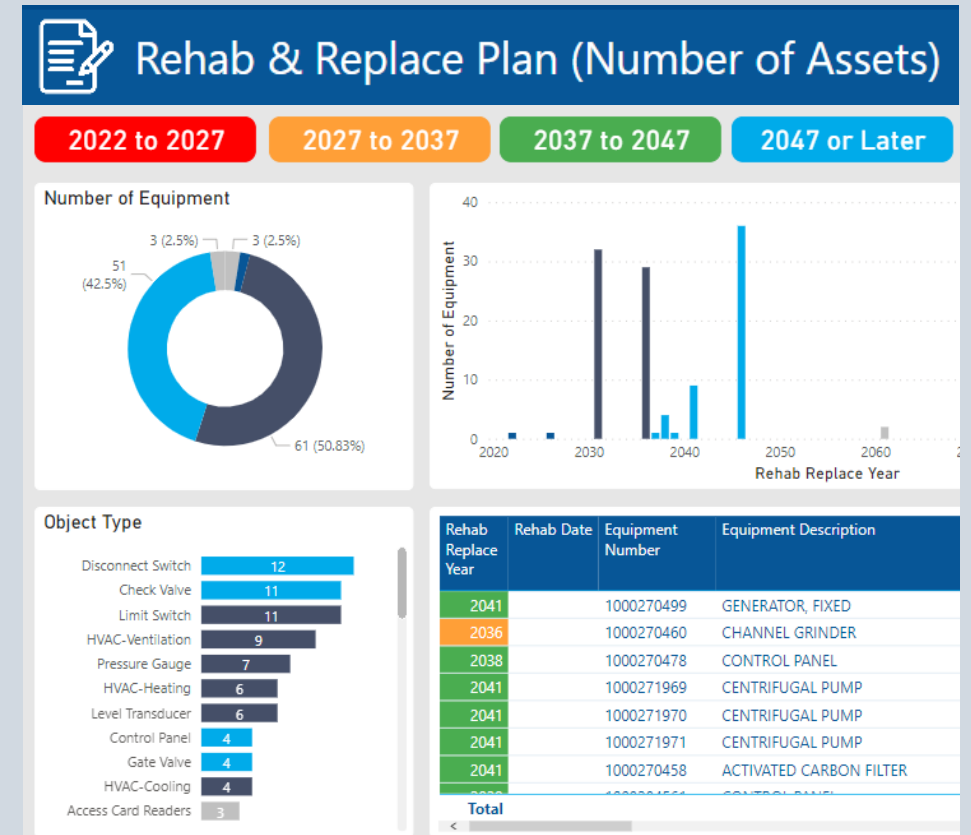 Rehab & Replace Plan (Number of Assets)
2022 to 2027
2027 to 2037
2037 to 2047
2047 or Later
Number of Equipment
3 (2.5%)
3 (2.5%)
51
(42.5%)
61 (50.83%)
40
30
20
10
0
Number of Equipment
2020
2030
2040
2050
2060
Rehab Replace Year
Object Type
Disconnect Switch 12
Check Valve 11
Limit Switch 11
HVAC-Ventilation 9
Pressure Gauge 7
HVAC-Heating 6
Level Transducer 6
Control Panel 4
Gate Valve 4
HVAC-Cooling 4
Access Card Readers 3
Rehab Rehab Date Equipment Equipment Description
Replace Number
Year
2041 1000270499 GENERATOR, FIXED
2036 1000270460 CHANNEL GRINDER
2038 1000270478 CONTROL PANEL
2041 1000271969 CENTRIFUGAL PUMP
2041 1000271970 CENTRIFUGAL PUMP
2041 1000271971 CENTRIFUGAL PUMP
2041 1000270458 ACTIVATED CARBON FILTER
Total